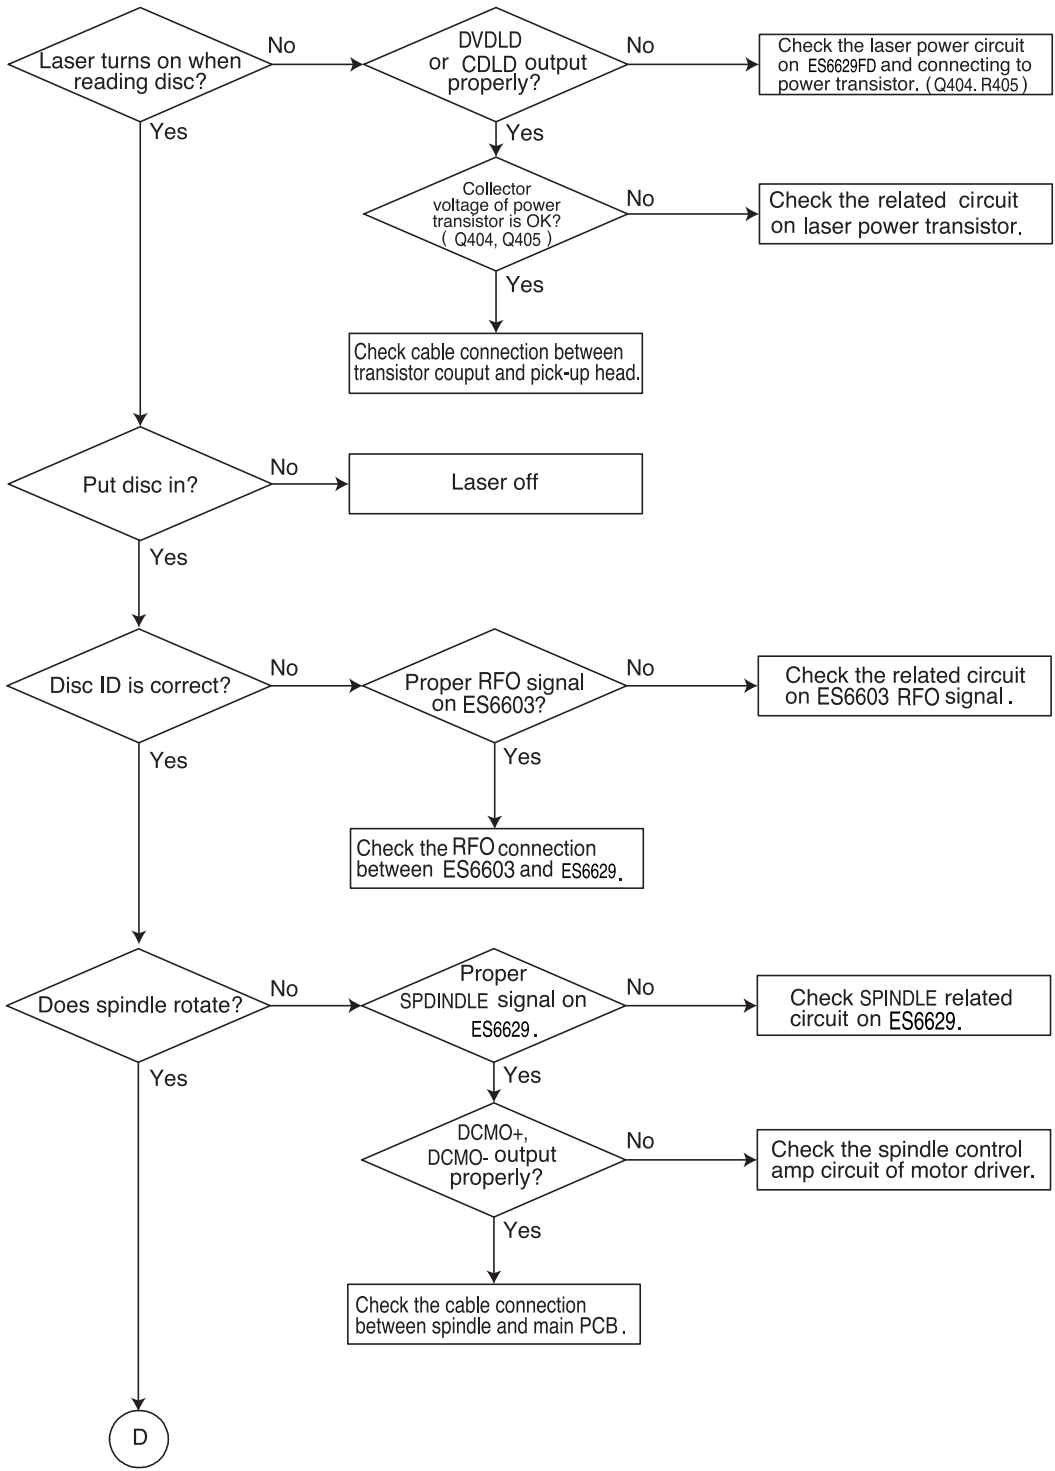 Laser turns on when
reading disc?
No
DVDLD
or CDLD output
properly?
No
Check the laser power circuit
on ES6629FD and connecting to
power transistor. (Q404. R405)
Yes
Yes
Collector
voltage of power
transistor is OK?
( Q404, Q405 )
No
Check the related circuit
on laser power transistor.
Yes
Check cable connection between
transistor couput and pick-up head.
Put disc in?
No
Laser off
Yes
Disc ID is correct?
No
Proper RFO signal
on ES6603?
No
Check the related circuit
on ES6603 RFO signal .
Yes
Yes
Check the RFO connection
between ES6603 and ES6629 .
Does spindle rotate?
No
Proper
SPDINDLE signal on
ES6629 .
No
Check SPINDLE related
circuit on ES6629.
Yes
Yes
DCMO+,
DCMO- output
properly?
No
Check the spindle control
amp circuit of motor driver.
Yes
Check the cable connection
between spindle and main PCB .
D